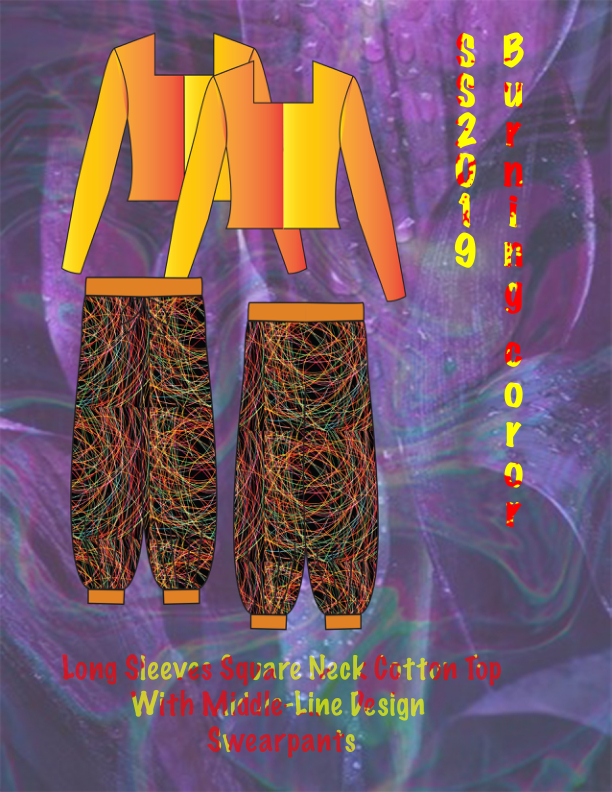 SS2019
Burning coror
Long Sleeves Square Neck Cotton Top
With Middle-Line Design
Swearpants